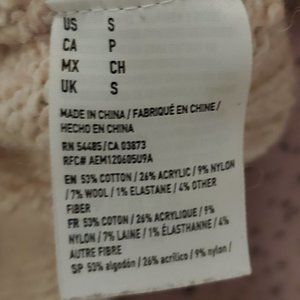 US S
CA P
MX CH
UK S
MADE IN CHINA / FABRIQUÉ EN CHINE /
HECHO EN CHINA
RN 54485/CA 03873
RFC# AEM120605U9A
EN 53% COTTON / 26% ACRYLIC / 9% NYLON
/ 7% WOOL / 1% ELASTANE / 4% OTHER
FIBER
FR 53% COTON / 26% ACRYLIQUE / 9%
NYLON / 7% LAINE / 1% ÉLASTHANNE / 4%
AUTRE FIBRE
SP 53% algodón / 26% acrílico / 9% nylon /